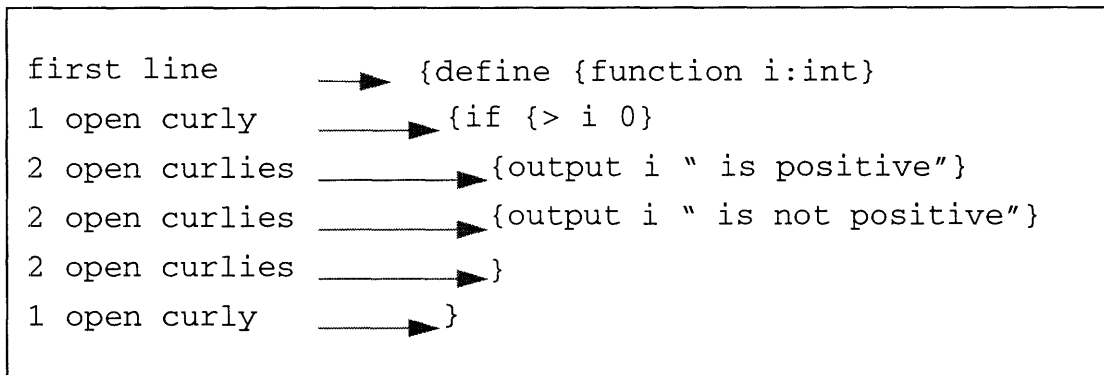 first line {define {function i:int}
1 open curly {if {> i 0}
2 open curlies {output i “ is positive”}
2 open curlies {output i “ is not positive”}
2 open curlies }
1 open curly }